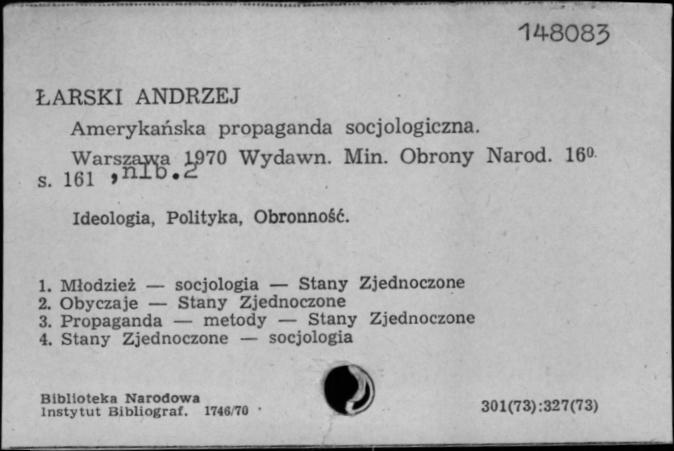 148083
ŁARSKI ANDRZEJ
Amerykańska propaganda socjologiczna.
Warszawa 1970 Wydawn. Min. Obrony Narod. 16⁰.
s. 161 ,nlb.2
Ideologia, Polityka, Obronność.
1. Młodzież — socjologia — Stany Zjednoczone
2. Obyczaje — Stany Zjednoczone
3. Propaganda — metody — Stany Zjednoczone
4. Stany Zjednoczone — socjologia
Biblioteka Narodowa
Instytut Bibliograf. 1746/70
301(73):327(73)